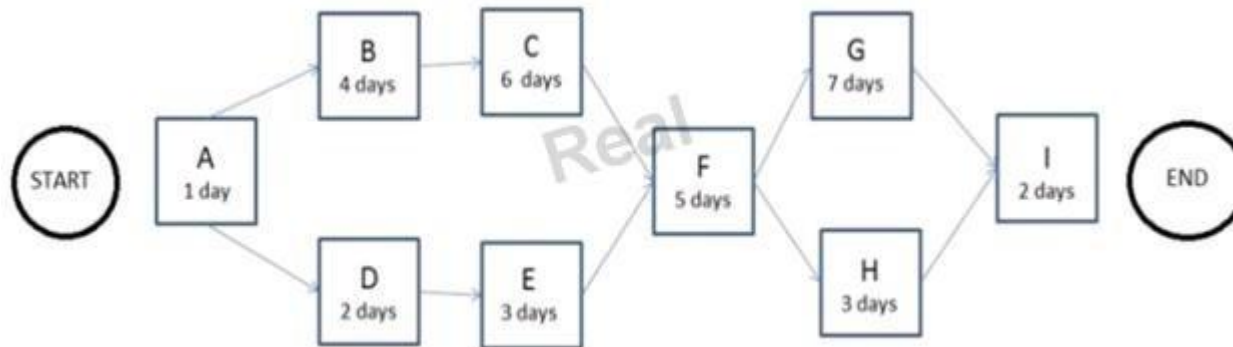 START
A
1 day
B
4 days
C
6 days
D
2 days
E
3 days
Real
F
5 days
G
7 days
H
3 days
I
2 days
END